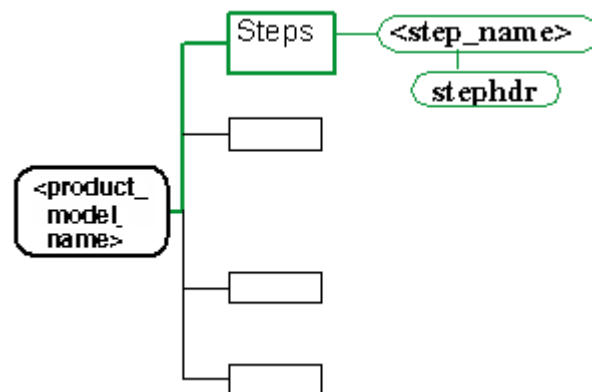 Steps
<step_name>
stephdr
<product_
model_
name>